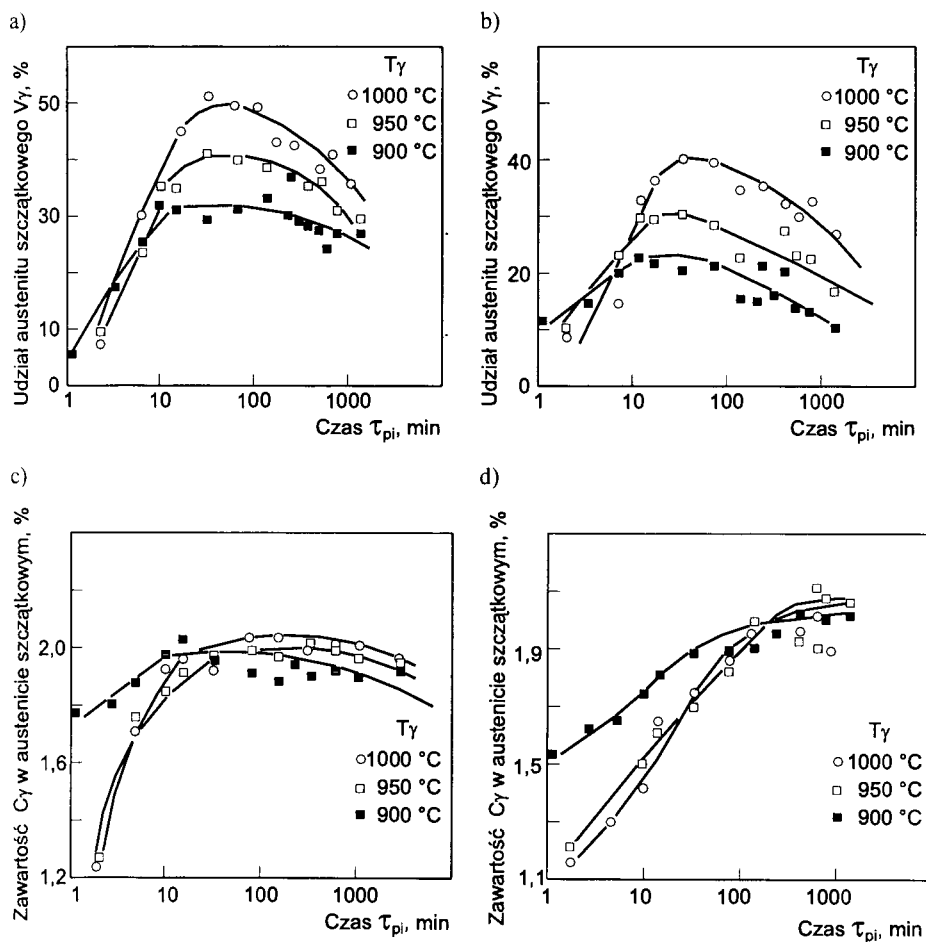 a)
Udział austenitu szczątkowego Vγ, %
50
30
10
0
1
10
100
1000
Czas τpi, min
Tγ
1000 °C
950 °C
900 °C
b)
Udział austenitu szczątkowego Vγ, %
40
20
0
1
10
100
1000
Czas τpi, min
Tγ
1000 °C
950 °C
900 °C
c)
Zawartość Cγ w austenicie szczątkowym, %
2,0
1,6
1,2
1
10
100
1000
Czas τpi, min
Tγ
1000 °C
950 °C
900 °C
d)
Zawartość Cγ w austenicie szczątkowym, %
1,9
1,5
1,1
1
10
100
1000
Czas τpi, min
Tγ
1000 °C
950 °C
900 °C